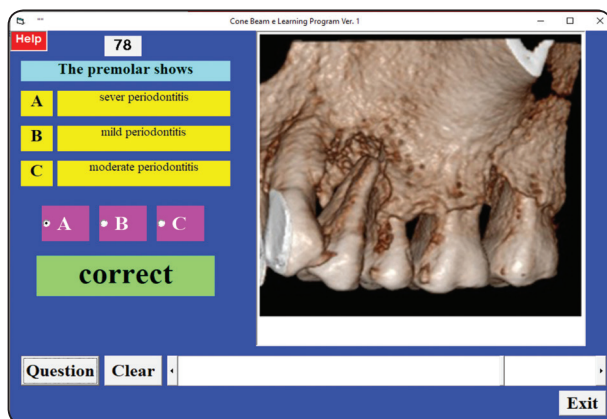 Cone Beam e Learning Program Ver. 1
Help
78
The premolar shows
A sever periodontitis
B mild periodontitis
C moderate periodontitis
A B C
correct
Question Clear
Exit